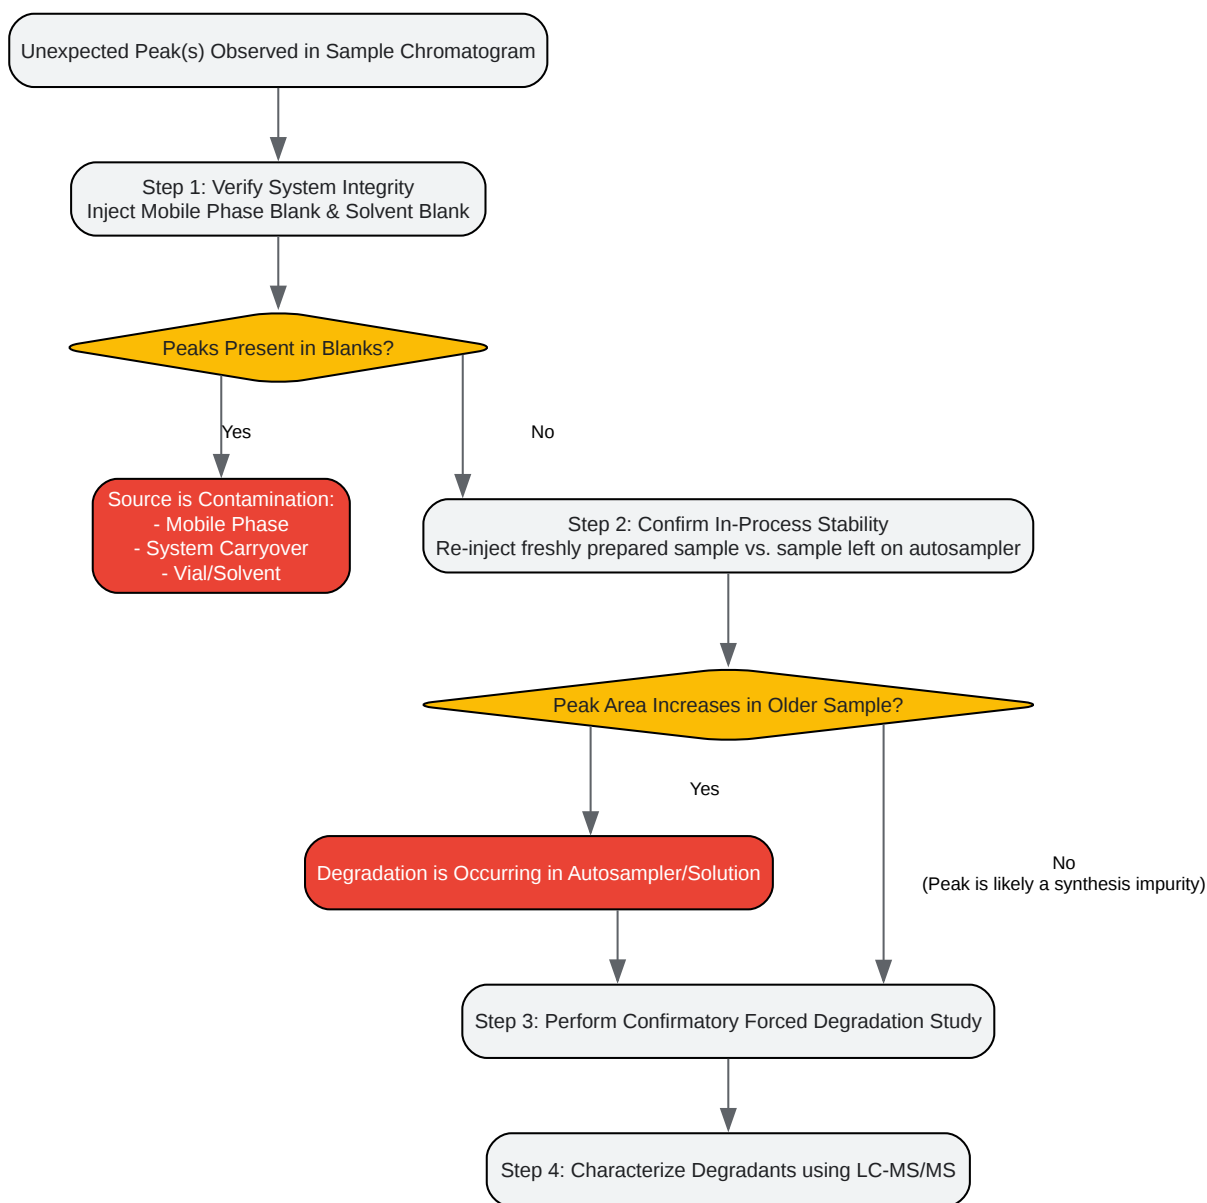 Unexpected Peak(s) Observed in Sample Chromatogram
Step 1: Verify System Integrity
Inject Mobile Phase Blank & Solvent Blank
Peaks Present in Blanks?
Yes
No
Source is Contamination:
- Mobile Phase
- System Carryover
- Vial/Solvent
Step 2: Confirm In-Process Stability
Re-inject freshly prepared sample vs. sample left on autosampler
Peak Area Increases in Older Sample?
Yes
No
(Peak is likely a synthesis impurity)
Degradation is Occurring in Autosampler/Solution
Step 3: Perform Confirmatory Forced Degradation Study
Step 4: Characterize Degradants using LC-MS/MS